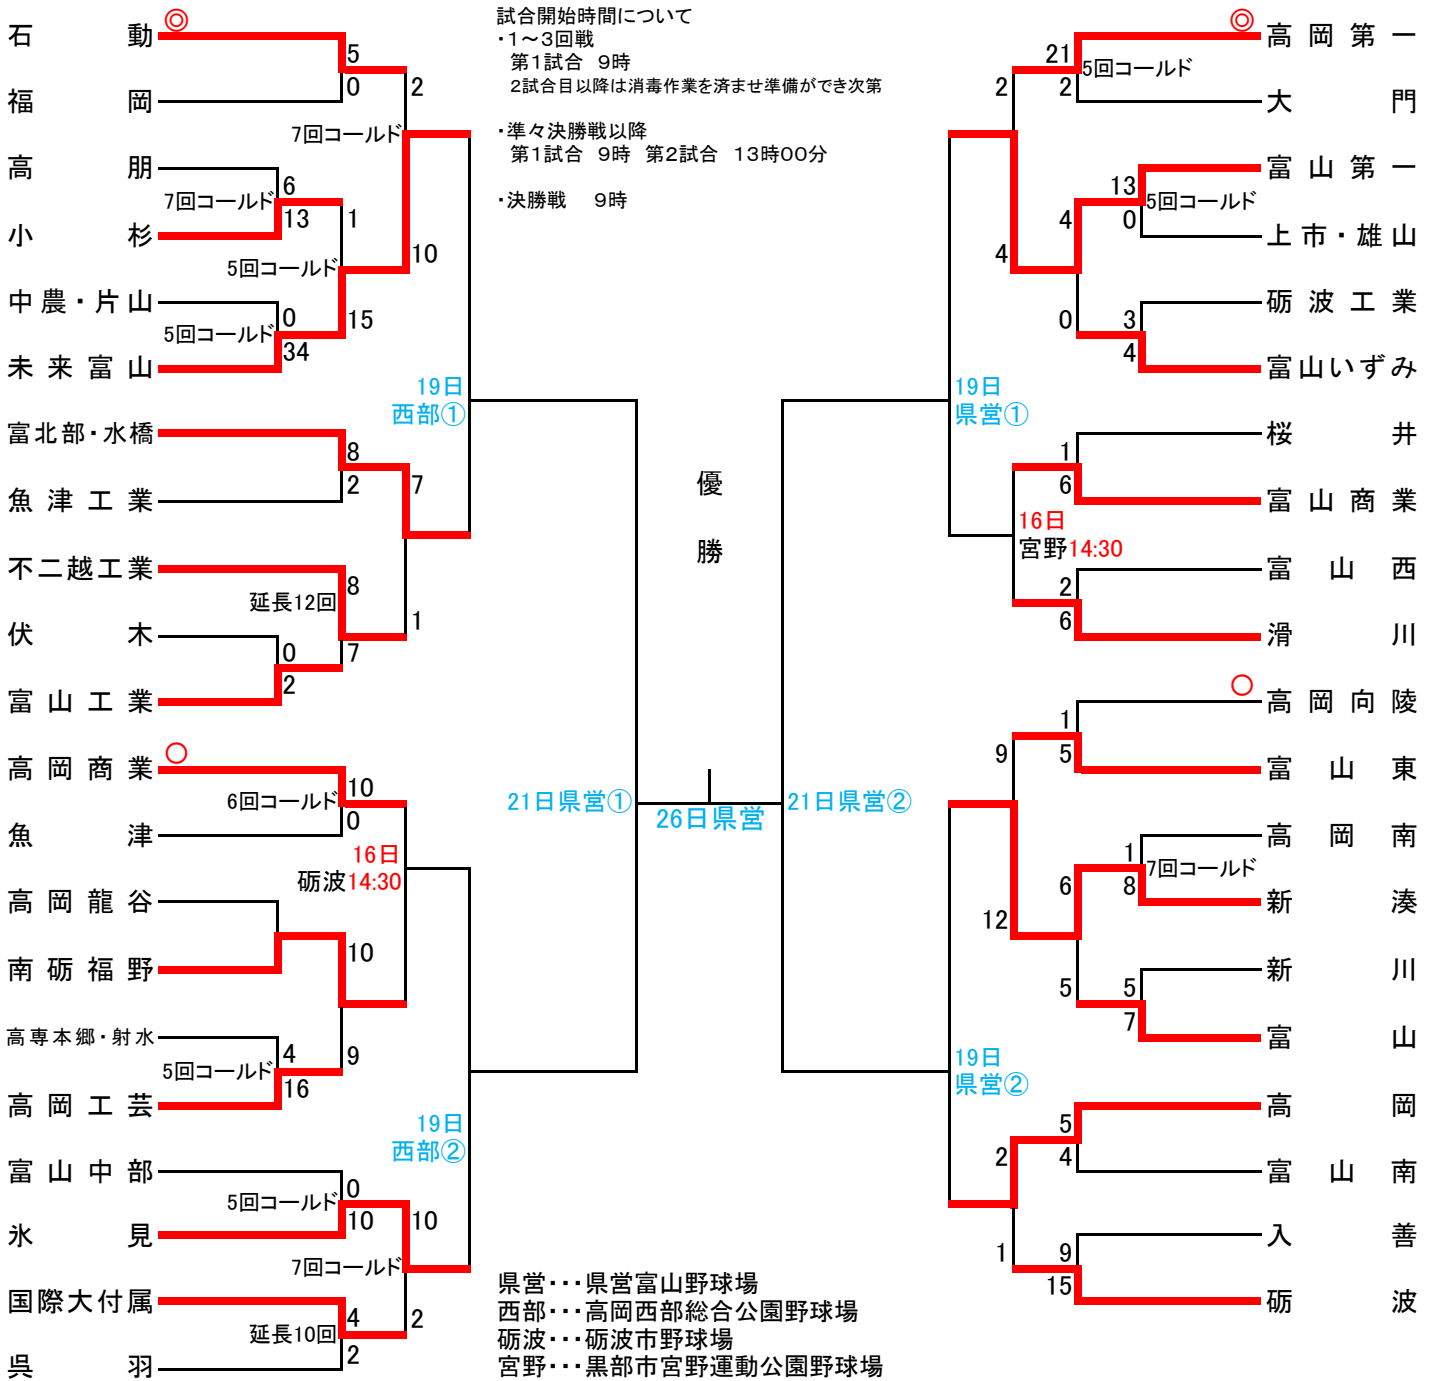 試合開始時間について
・1～3回戦
第1試合 9時
2試合目以降は消毒作業を済ませ準備ができ次第
・準々決勝戦以降
第1試合 9時 第2試合 13時00分
・決勝戦 9時
◎
石動
5
0
福岡
2
7回コールド
高朋
6
7回コールド
13
小杉
1
10
5回コールド
中農・片山
0
5回コールド
34
15
未来富山
19日
西部①
富北部・水橋
8
2
7
魚津工業
不二越工業
8
延長12回
1
伏木
0
7
2
富山工業
○
高岡商業
10
6回コールド
0
魚津
16日
砺波14:30
高岡龍谷
10
南砺福野
高専本郷・射水
4
9
5回コールド
16
高岡工芸
19日
西部②
富山中部
0
5回コールド
10
10
氷見
7回コールド
国際大付属
4
2
延長10回
2
呉羽
優
勝
21日県営①
26日県営
21日県営②
◎
高岡第一
21
5回コールド
2
2
大門
富山第一
13
5回コールド
4
0
4
上市・雄山
砺波工業
0
3
4
富山いずみ
19日
県営①
桜井
1
6
富山商業
16日
宮野14:30
富山西
2
6
滑川
○
高岡向陵
1
9
5
富山東
高岡南
1
7回コールド
6
8
12
新湊
新川
5
5
7
富山
19日
県営②
高岡
5
2
4
富山南
入善
1
9
15
砺波
県営・・・県営富山野球場
西部・・・高岡西部総合公園野球場
砺波・・・砺波市野球場
宮野・・・黒部市宮野運動公園野球場